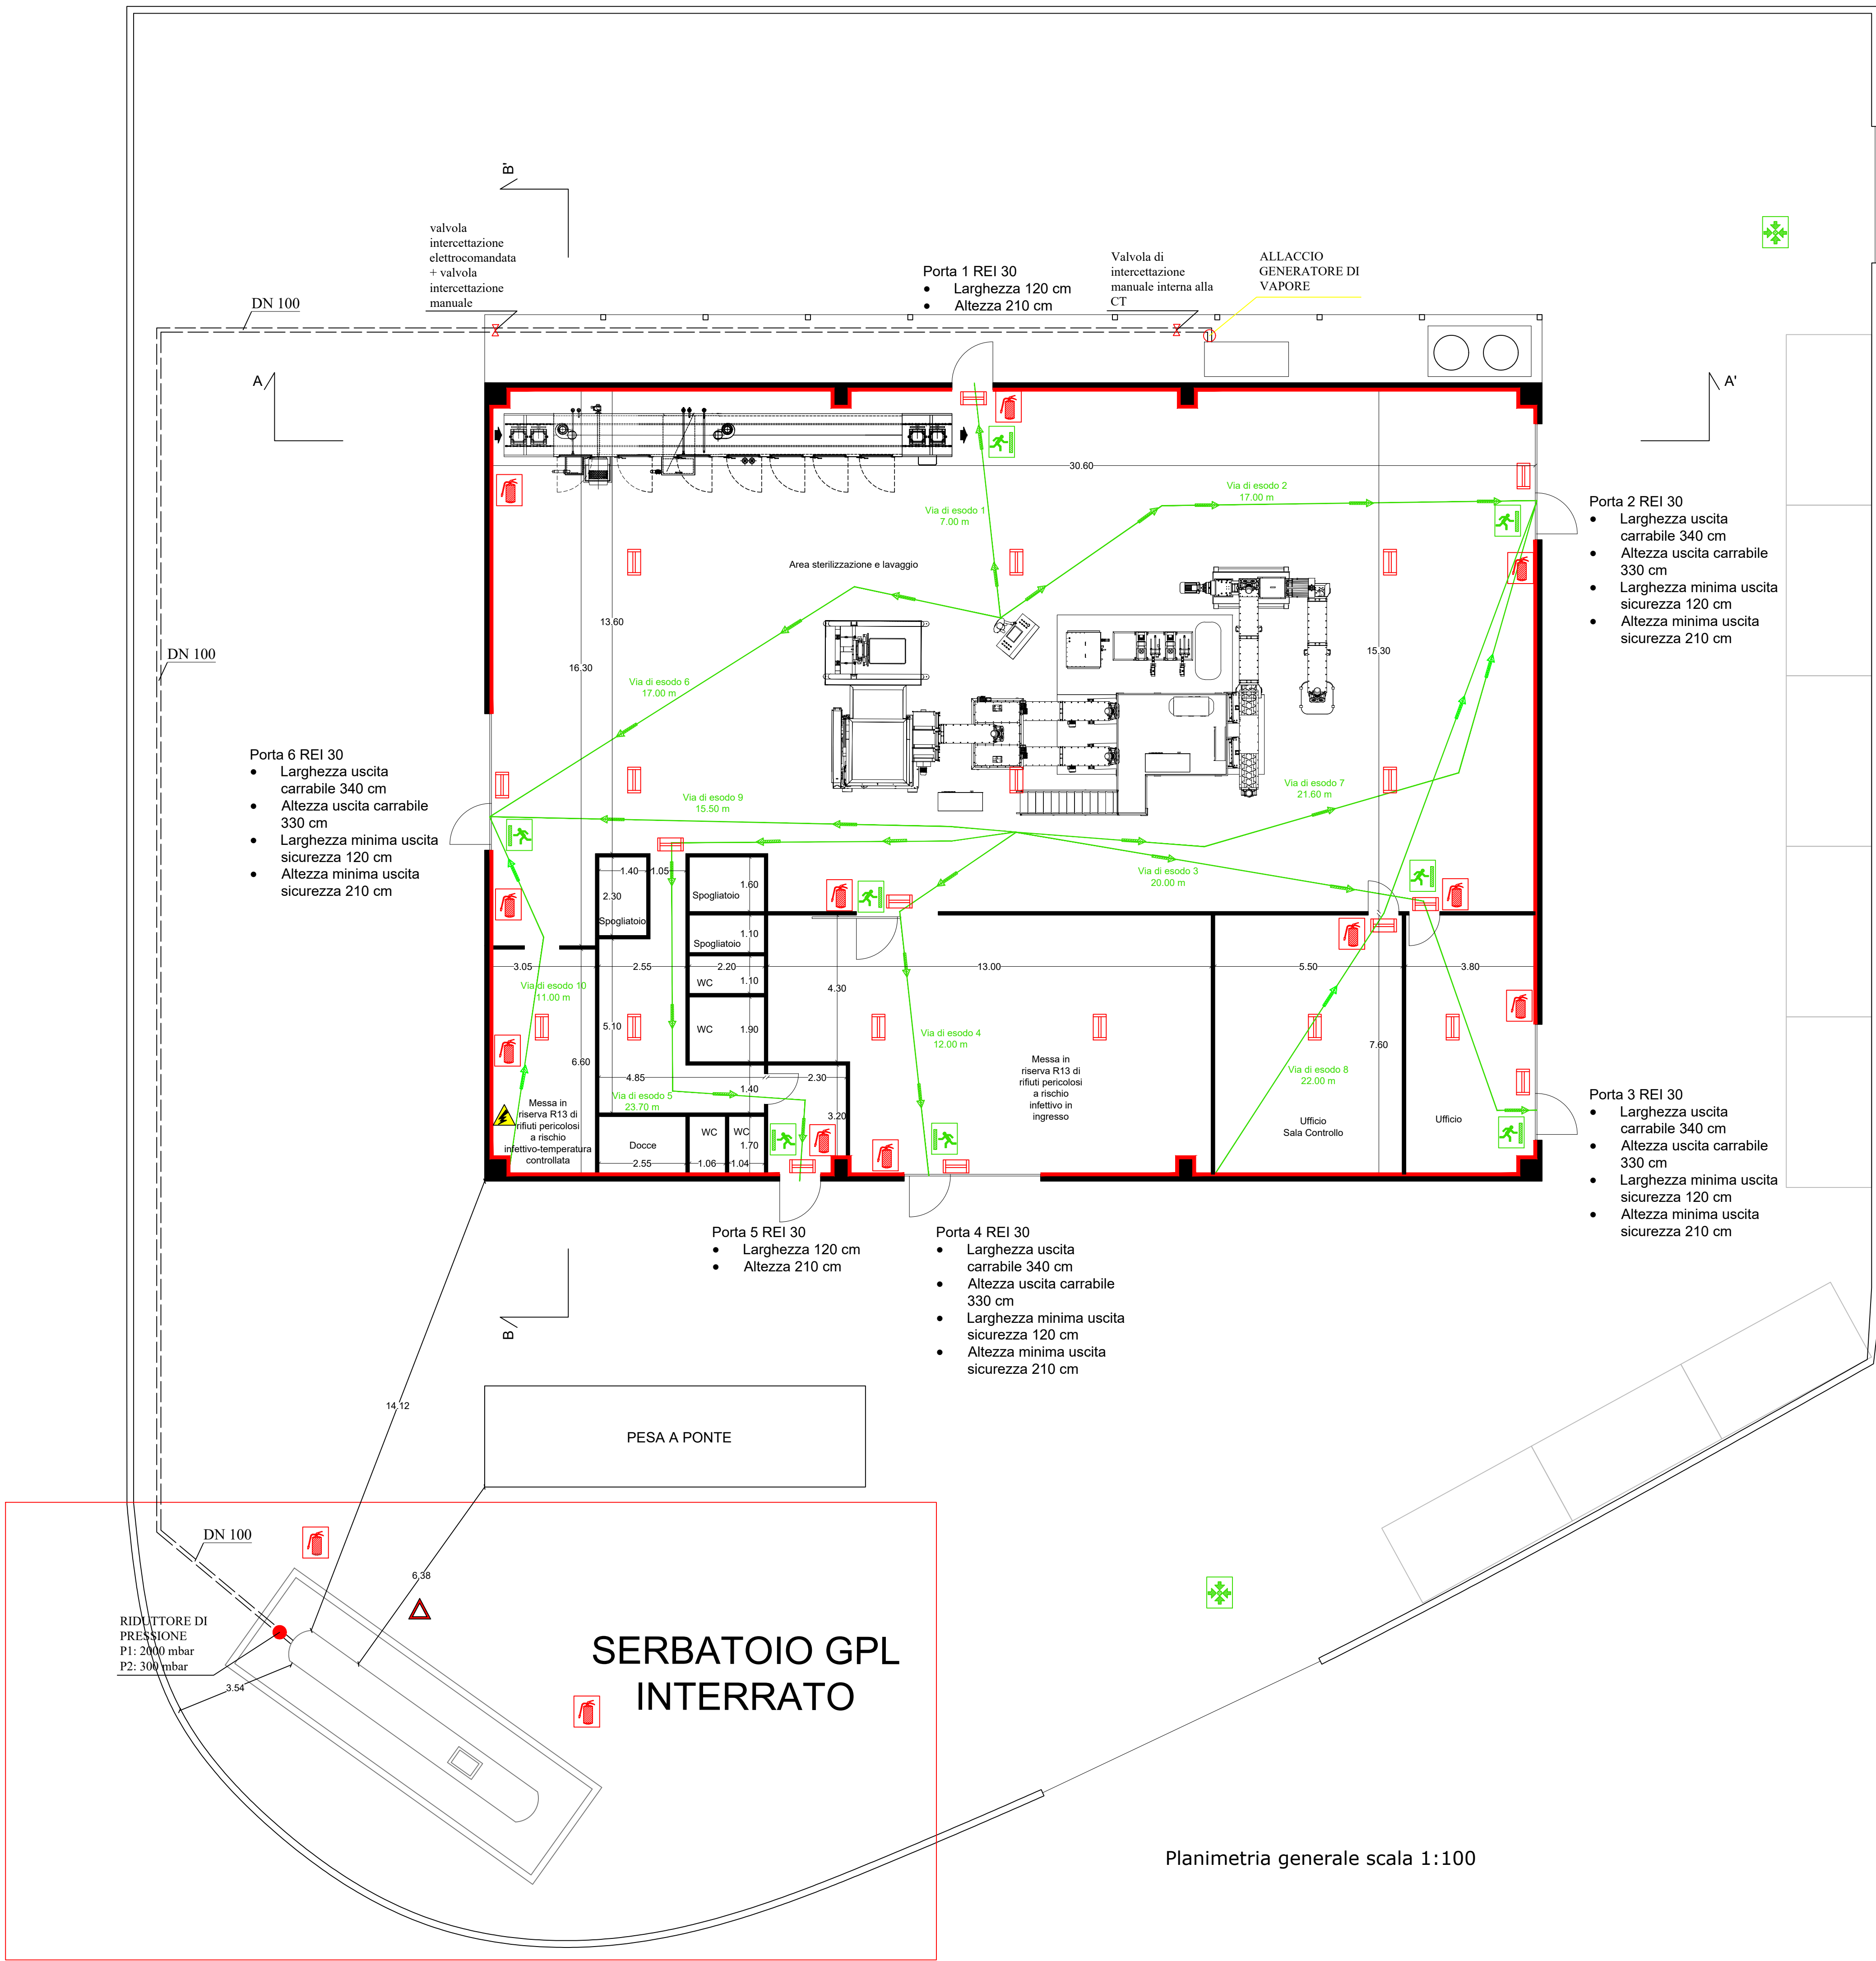 B'
valvola
intercettazione
elettrocomandata
+ valvola
intercettazione
manuale
DN 100
Porta 1 REI 30
● Larghezza 120 cm
● Altezza 210 cm
Valvola di
intercettazione
manuale interna alla
CT
ALLACCIO
GENERATORE DI
VAPORE
A
A'
30.60
Via di esodo 2
17.00 m
Via di esodo 1
7.00 m
Porta 2 REI 30
● Larghezza uscita
carrabile 340 cm
● Altezza uscita carrabile
330 cm
● Larghezza minima uscita
sicurezza 120 cm
● Altezza minima uscita
sicurezza 210 cm
Area sterilizzazione e lavaggio
13.60
16.30
15.30
DN 100
Via di esodo 6
17.00 m
Porta 6 REI 30
● Larghezza uscita
carrabile 340 cm
● Altezza uscita carrabile
330 cm
● Larghezza minima uscita
sicurezza 120 cm
● Altezza minima uscita
sicurezza 210 cm
Via di esodo 9
15.50 m
Via di esodo 7
21.60 m
Via di esodo 3
20.00 m
1.40
1.05
1.60
2.30
Spogliatoio
Spogliatoio
1.10
Spogliatoio
3.05
2.55
2.20
13.00
5.50
3.80
WC
1.10
4.30
Via di esodo 10
11.00 m
5.10
WC
1.90
Via di esodo 4
12.00 m
6.60
7.60
Messa in
riserva R13 di
rifiuti pericolosi
a rischio
infettivo in
ingresso
4.85
2.30
1.40
Via di esodo 5
23.70 m
Via di esodo 8
22.00 m
Messa in
riserva R13 di
rifiuti pericolosi
a rischio
infettivo-temperatura
controllata
3.20
Docce
WC
WC
1.70
2.55
1.06
1.04
Ufficio
Sala Controllo
Ufficio
Porta 3 REI 30
● Larghezza uscita
carrabile 340 cm
● Altezza uscita carrabile
330 cm
● Larghezza minima uscita
sicurezza 120 cm
● Altezza minima uscita
sicurezza 210 cm
Porta 5 REI 30
● Larghezza 120 cm
● Altezza 210 cm
Porta 4 REI 30
● Larghezza uscita
carrabile 340 cm
● Altezza uscita carrabile
330 cm
● Larghezza minima uscita
sicurezza 120 cm
● Altezza minima uscita
sicurezza 210 cm
B
14.12
PESA A PONTE
DN 100
6.38
RIDUTTORE DI
PRESSIONE
P1: 2000 mbar
P2: 300 mbar
3.54
SERBATOIO GPL
INTERRATO
Planimetria generale scala 1:100